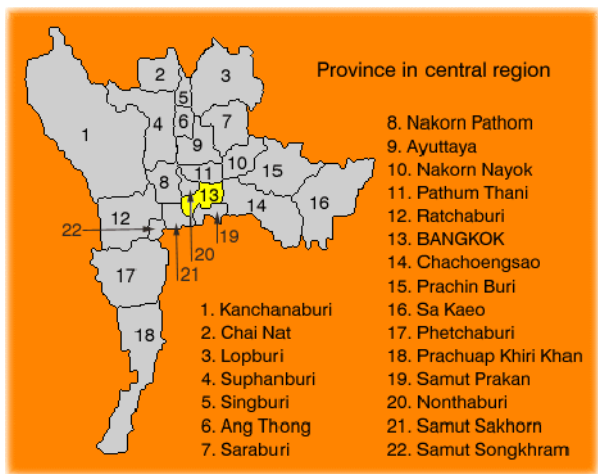 Province in central region
1
2
3
4
5
6
7
8
9
10
11
12
13
14
15
16
17
18
19
20
21
22
1. Kanchanaburi
2. Chai Nat
3. Lopburi
4. Suphanburi
5. Singburi
6. Ang Thong
7. Saraburi
8. Nakorn Pathom
9. Ayuttaya
10. Nakorn Nayok
11. Pathum Thani
12. Ratchaburi
13. BANGKOK
14. Chachoengsao
15. Prachin Buri
16. Sa Kaeo
17. Phetchaburi
18. Prachuap Khiri Khan
19. Samut Prakan
20. Nonthaburi
21. Samut Sakhorn
22. Samut Songkhram